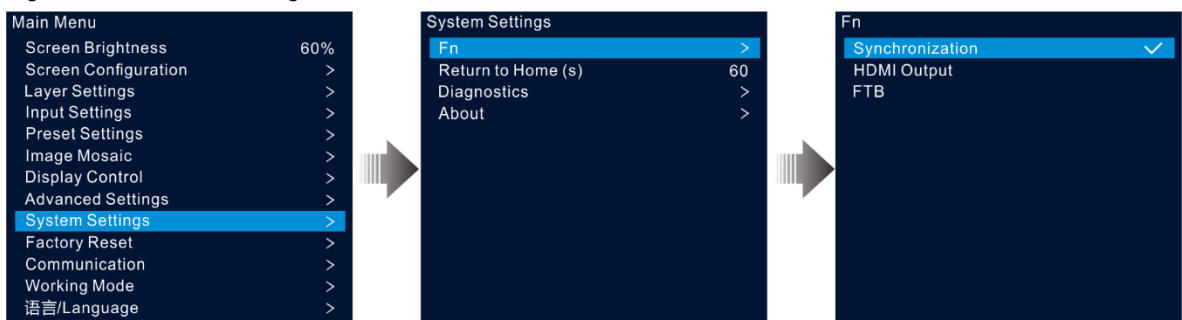 Main Menu
Screen Brightness 60%
Screen Configuration >
Layer Settings >
Input Settings >
Preset Settings >
Image Mosaic >
Display Control >
Advanced Settings >
System Settings >
Factory Reset >
Communication >
Working Mode >
语言/Language >
System Settings
Fn >
Return to Home (s) 60
Diagnostics >
About >
Fn
Synchronization ✓
HDMI Output
FTB